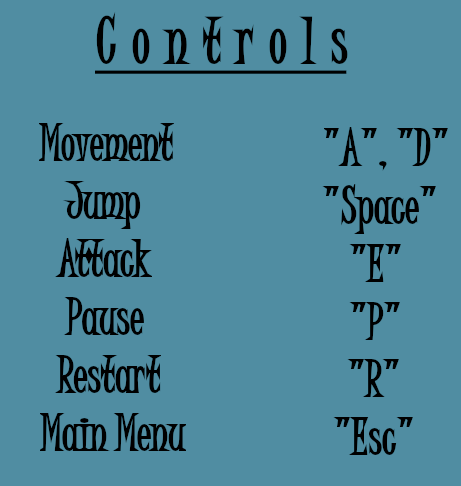 Controls
Movement "A", "D"
Jump "Space"
Attack "E"
Pause "P"
Restart "R"
Main Menu "Esc"